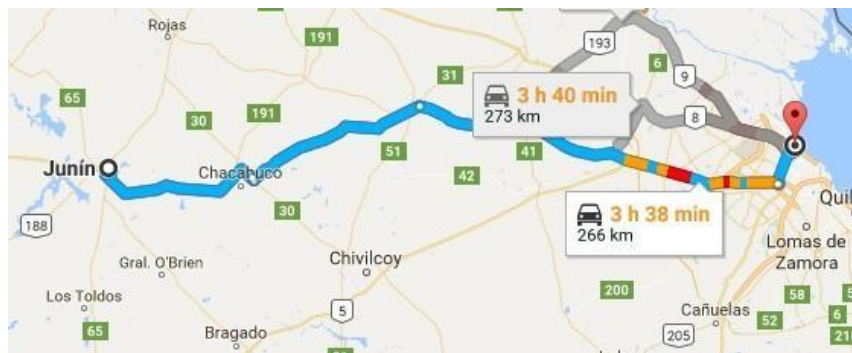 Rojas
191
193
31
6
65
9
30
191
3 h 40 min
273 km
8
Junín
Chacabuco
51
41
42
30
3 h 38 min
266 km
Quil
188
Lomas de
Zamora
Gral. O'Brien
Chivilcoy
Los Toldos
200
58
5
Cañuelas
6
52
65
Bragado
205